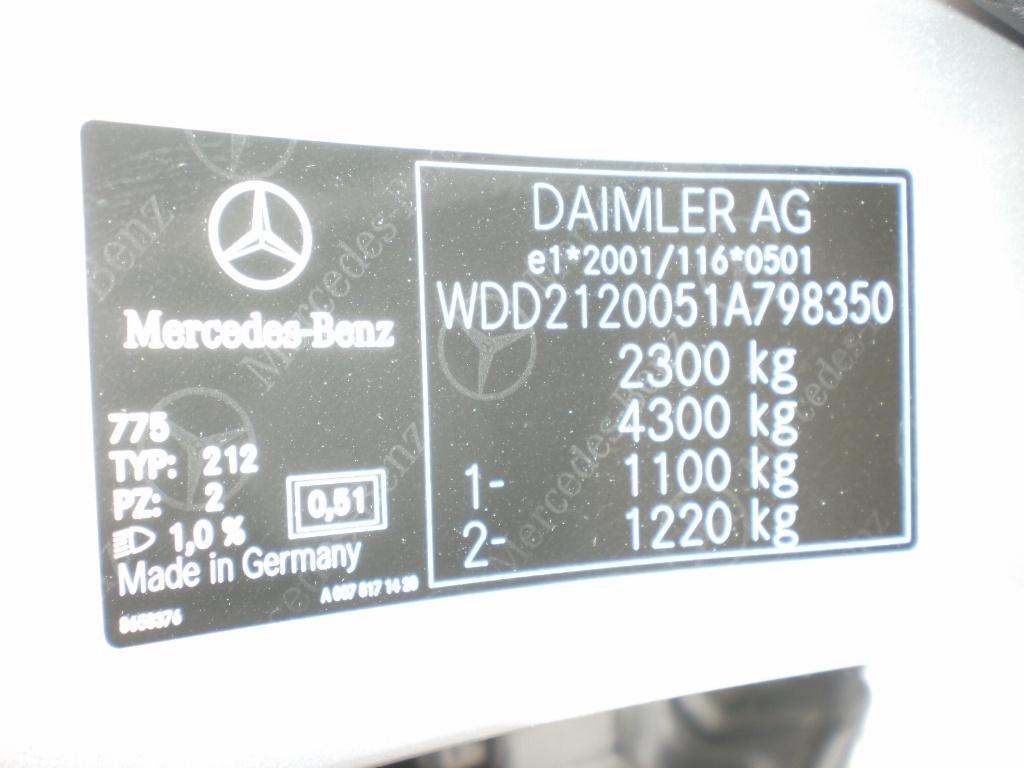 Mercedes-Benz
775
TYP: 212
PZ: 2
1,0 %
0,51
Made in Germany
DAIMLER AG
e1*2001/116*0501
WDD2120051A798350
2300 kg
4300 kg
1- 1100 kg
2- 1220 kg